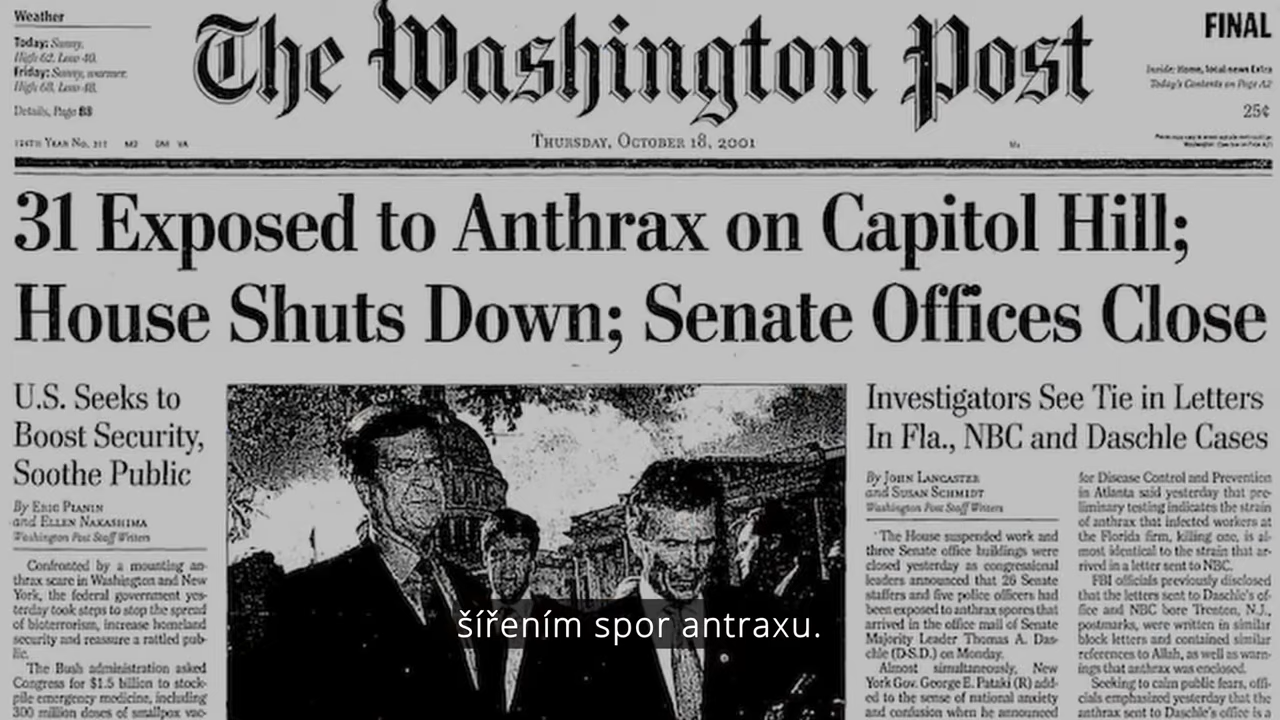 Weather
Today: Sunny.
High 62. Low 40.
Friday: Sunny, warmer.
High 68. Low 48.
Details, Page B8
The Washington Post
FINAL
Inside: Home, Total news Extra
Today's Contents on Page A2
25¢
Thursday, October 18, 2001
31 Exposed to Anthrax on Capitol Hill;
House Shuts Down; Senate Offices Close
U.S. Seeks to
Boost Security,
Soothe Public
By Eric Pianin
and Ellen Nakashima
Washington Post Staff Writers
Confronted by a mounting an-
thrax scare in Washington and New
York, the federal government yes-
terday took steps to stop the spread
of bioterrorism, increase homeland
security and reassure a rattled pub-
lic.
The Bush administration asked
Congress for $1.5 billion to stock-
pile emergency medicine, including
300 million doses of smallpox vac-
šířením spor antraxu.
Investigators See Tie in Letters
In Fla., NBC and Daschle Cases
By John Lancaster
and Susan Schmidt
Washington Post Staff Writers
The House suspended work and
three Senate office buildings were
closed yesterday as congressional
leaders announced that 26 Senate
staffers and five police officers had
been exposed to anthrax spores that
arrived in the office mail of Senate
Majority Leader Thomas A. Das-
chle (D-S.D.) on Monday.
Almost simultaneously, New
York Gov. George E. Pataki (R) add-
ed to the sense of national anxiety
and confusion when he announced
for Disease Control and Prevention
in Atlanta said yesterday that pre-
liminary testing indicates the strain
of anthrax that infected workers at
the Florida firm, killing one, is al-
most identical to the strain that ar-
rived in a letter sent to NBC.
FBI officials previously disclosed
that the letters sent to Daschle's of-
fice and NBC bore Trenton, N.J.,
postmarks, were written in similar
block letters and contained similar
references to Allah, as well as warn-
ings that anthrax was enclosed.
Seeking to calm public fears, offi-
cials emphasized yesterday that the
anthrax sent to Daschle's office is a